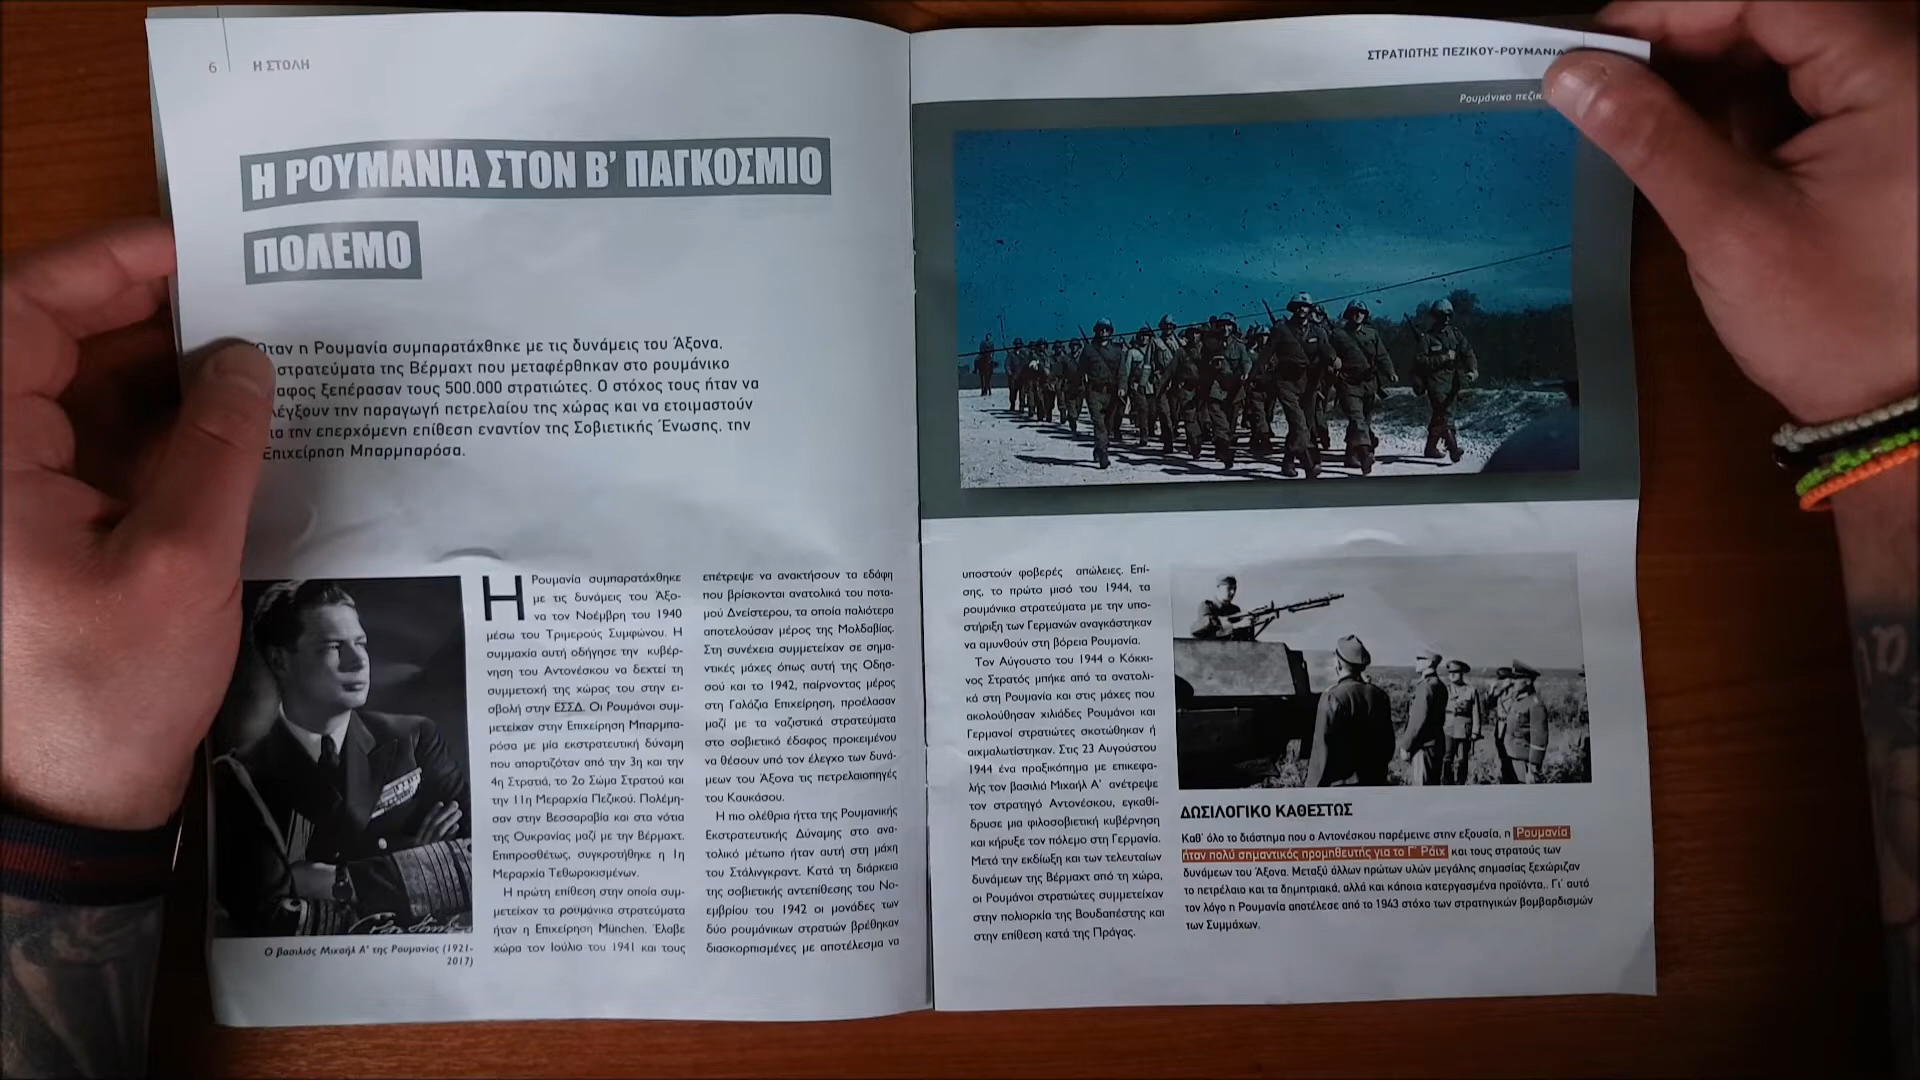 6
Η ΣΤΟΛΗ
Η ΡΟΥΜΑΝΙΑ ΣΤΟΝ Β' ΠΑΓΚΟΣΜΙΟ
ΠΟΛΕΜΟ
Όταν η Ρουμανία συμπαρατάχθηκε με τις δυνάμεις του Άξονα,
στρατεύματα της Βέρμαχτ που μεταφέρθηκαν στο ρουμάνικο
ξεπέρασαν τους 500.000 στρατιώτες. Ο στόχος τους ήταν να
την παραγωγή πετρελαίου της χώρας και να ετοιμαστούν
την επερχόμενη επίθεση εναντίον της Σοβιετικής Ένωσης, την
Επιχείρηση Μπαρμπαρόσα.
Ο βασιλιάς Μιχαήλ Α' της Ρουμανίας (1921-
2017)
Η Ρουμανία συμπαρατάχθηκε
με τις δυνάμεις του Άξο-
να τον Νοέμβρη του 1940
μέσω του Τριμερούς Συμφώνου. Η
συμμαχία αυτή οδήγησε την κυβέρ-
νηση του Αντονέσκου να δεχτεί τη
συμμετοχή της χώρας του στην ει-
σβολή στην ΕΣΣΔ. Οι Ρουμάνοι συμ-
μετείχαν στην Επιχείρηση Μπαρμπα-
ρόσα με μία εκστρατευτική δύναμη
που απαρτιζόταν από την 3η και την
4η Στρατιά, το 2ο Σώμα Στρατού και
την 11η Μεραρχία Πεζικού. Πολέμη-
σαν στην Βεσσαραβία και στα νότια
της Ουκρανίας μαζί με την Βέρμαχτ.
Επιπροσθέτως, συγκροτήθηκε η 1η
Μεραρχία Τεθωρακισμένων.
Η πρώτη επίθεση στην οποία συμ-
μετείχαν τα ρουμάνικα στρατεύματα
ήταν η Επιχείρηση München. Έλαβε
χώρα τον Ιούλιο του 1941 και τους
επέτρεψε να ανακτήσουν τα εδάφη
που βρίσκονται ανατολικά του ποτα-
μού Δνείστερου, τα οποία παλιότερα
αποτελούσαν μέρος της Μολδαβίας.
Στη συνέχεια συμμετείχαν σε σημα-
ντικές μάχες όπως αυτή της Οδησ-
σού και το 1942, παίρνοντας μέρος
στη Γαλάζια Επιχείρηση, προέλασαν
μαζί με τα ναζιστικά στρατεύματα
στο σοβιετικό έδαφος προκειμένου
να θέσουν υπό τον έλεγχο των δυνά-
μεων του Άξονα τις πετρελαιοπηγές
του Καυκάσου.
Η πιο ολέθρια ήττα της Ρουμανικής
Εκστρατευτικής Δύναμης στο ανα-
τολικό μέτωπο ήταν αυτή στη μάχη
του Στάλινγκραντ. Κατά τη διάρκεια
της σοβιετικής αντεπίθεσης του Νο-
εμβρίου του 1942 οι μονάδες των
δύο ρουμάνικων στρατιών βρέθηκαν
διασκορπισμένες με αποτέλεσμα να
ΣΤΡΑΤΙΩΤΗΣ ΠΕΖΙΚΟΥ-ΡΟΥΜΑΝΙΑ
Ρουμάνικο
υποστούν φοβερές απώλειες. Επί-
σης, το πρώτο μισό του 1944, τα
ρουμάνικα στρατεύματα με την υπο-
στήριξη των Γερμανών αναγκάστηκαν
να αμυνθούν στη βόρεια Ρουμανία.
Τον Αύγουστο του 1944 ο Κόκκι-
νος Στρατός μπήκε από τα ανατολι-
κά στη Ρουμανία και στις μάχες που
ακολούθησαν χιλιάδες Ρουμάνοι και
Γερμανοί στρατιώτες σκοτώθηκαν ή
αιχμαλωτίστηκαν. Στις 23 Αυγούστου
1944 ένα πραξικόπημα με επικεφα-
λής τον βασιλιά Μιχαήλ Α' ανέτρεψε
τον στρατηγό Αντονέσκου, εγκαθί-
δρυσε μια φιλοσοβιετική κυβέρνηση
και κήρυξε τον πόλεμο στη Γερμανία.
Μετά την εκδίωξη και των τελευταίων
δυνάμεων της Βέρμαχτ από τη χώρα,
οι Ρουμάνοι στρατιώτες συμμετείχαν
στην πολιορκία της Βουδαπέστης και
στην επίθεση κατά της Πράγας.
ΔΩΣΙΛΟΓΙΚΟ ΚΑΘΕΣΤΩΣ
Καθ' όλο το διάστημα που ο Αντονέσκου παρέμεινε στην εξουσία, η Ρουμανία
ήταν πολύ σημαντικός προμηθευτής για το Γ' Ράιχ και τους στρατούς των
δυνάμεων του Άξονα. Μεταξύ άλλων πρώτων υλών μεγάλης σημασίας ξεχώριζαν
το πετρέλαιο και τα δημητριακά, αλλά και κάποια κατεργασμένα προϊόντα,. Γι' αυτό
τον λόγο η Ρουμανία αποτέλεσε από το 1943 στόχο των στρατηγικών βομβαρδισμών
των Συμμάχων.